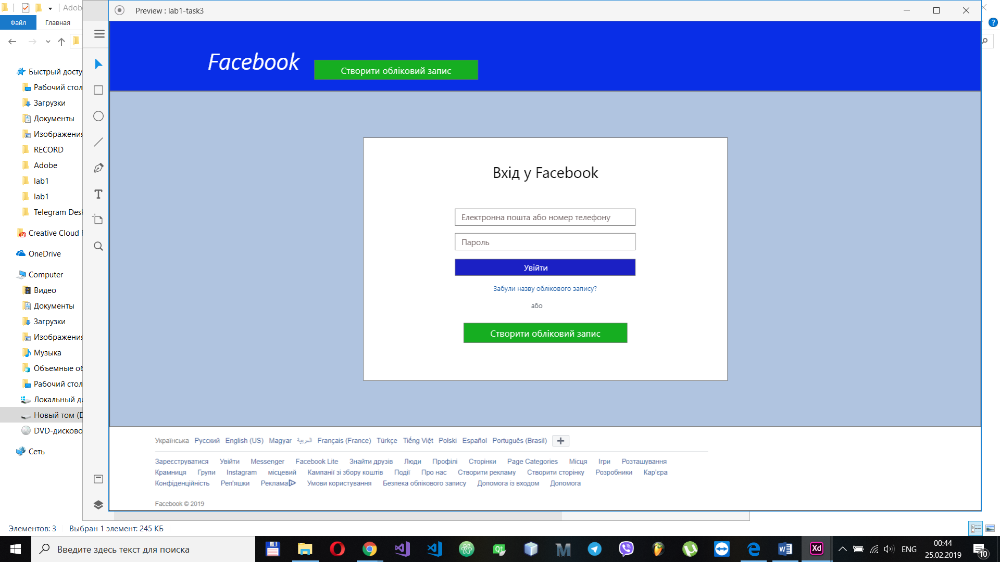 Adob
Preview : lab1-task3
Файл
Главная
Быстрый досту
Рабочий стол
Загрузки
Документы
Изображения
RECORD
Adobe
lab1
lab1
Telegram Desk
Creative Cloud F
OneDrive
Computer
Видео
Документы
Загрузки
Изображения
Музыка
Объемные об
Рабочий стол
Локальный ди
Новый том (D
DVD-дисково
Сеть
Facebook
Створити обліковий запис
Вхід у Facebook
Електронна пошта або номер телефону
Пароль
Увійти
Забули назву облікового запису?
або
Створити обліковий запис
Українська Русский English (US) Magyar العربية Français (France) Türkçe Tiếng Việt Polski Español Português (Brasil) +
Зареєструватися Увійти Messenger Facebook Lite Знайти друзів Люди Профілі Сторінки Page Categories Місця Ігри Розташування
Крамниця Групи Instagram місцевий Кампанії зі збору коштів Події Про нас Створити рекламу Створити сторінку Розробники Кар'єра
Конфіденційність Реп'яшки Реклама Умови користування Безпека облікового запису Допомога із входом Допомога
Facebook © 2019
Элементов: 3 Выбран 1 элемент: 245 КБ
Введите здесь текст для поиска
Qt
M
W
Xd
ENG
00:44
25.02.2019
10